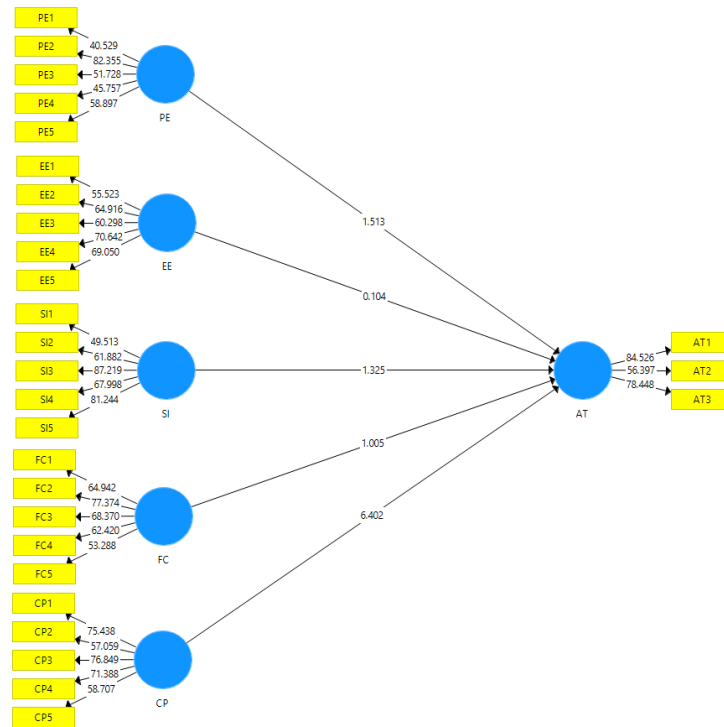 PE1
PE2
PE3
PE4
PE5
40.529
82.355
51.728
45.757
58.897
PE
EE1
EE2
EE3
EE4
EE5
55.523
64.916
60.298
70.642
69.050
EE
SI1
SI2
SI3
SI4
SI5
49.513
61.882
87.219
67.998
81.244
SI
FC1
FC2
FC3
FC4
FC5
64.942
77.374
68.370
62.420
53.288
FC
CP1
CP2
CP3
CP4
CP5
75.438
57.059
76.849
71.388
58.707
CP
1.513
0.104
1.325
1.005
6.402
AT
84.526
56.397
78.448
AT1
AT2
AT3